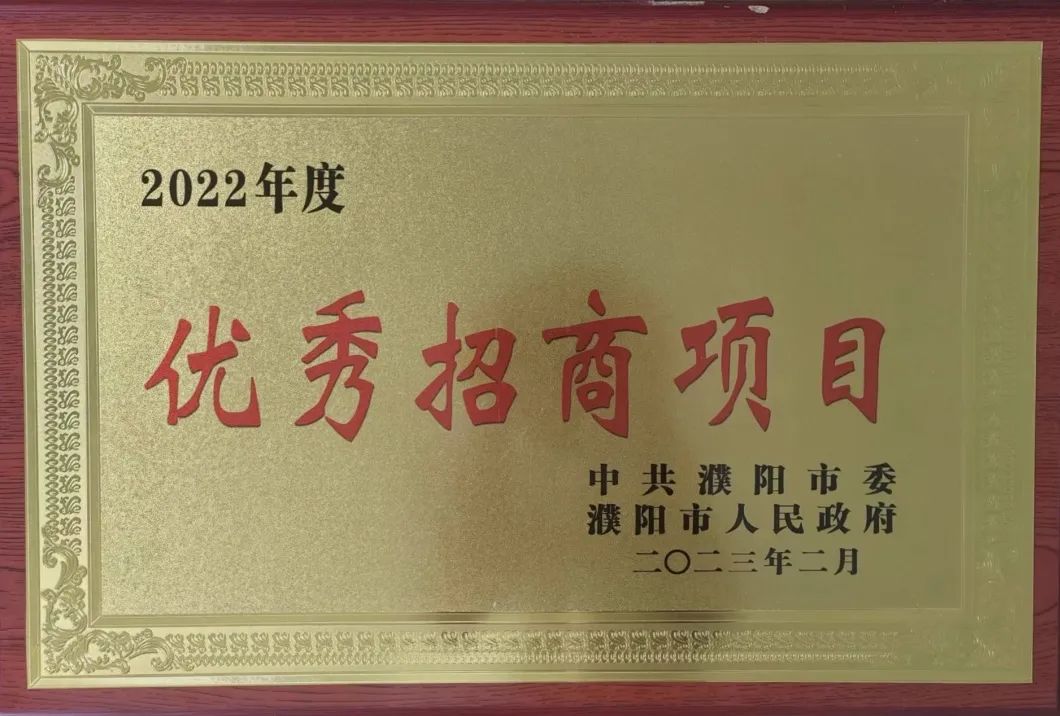 2022年度
优秀招商项目
中共濮阳市委
濮阳市人民政府
二〇二三年二月